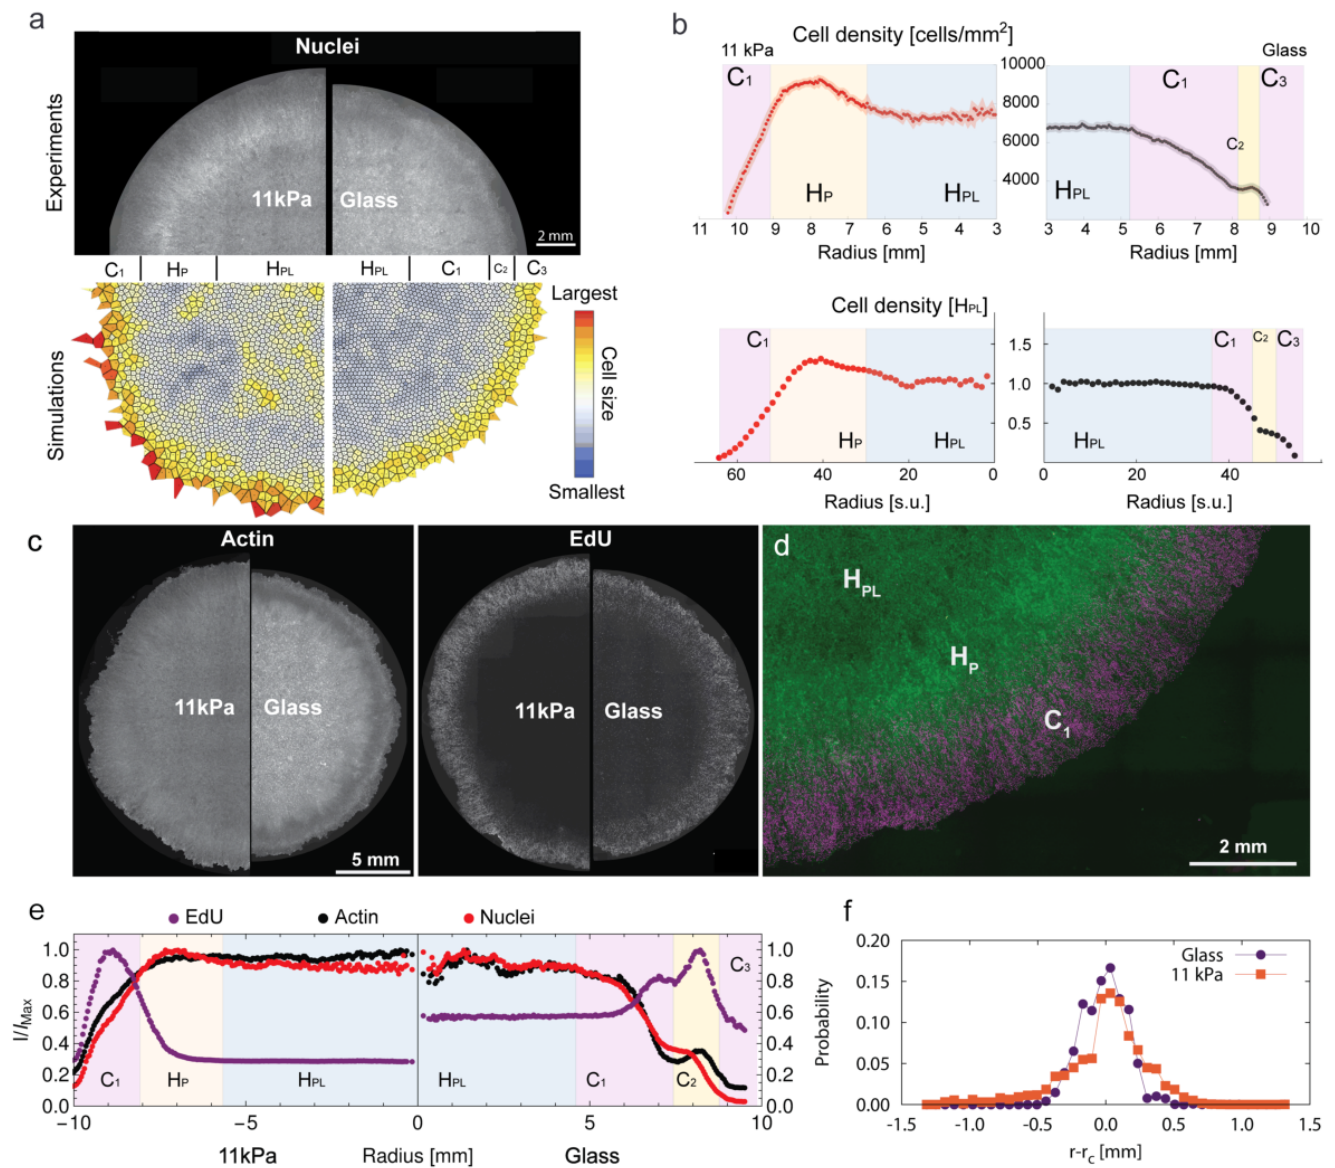 a
Nuclei
Experiments
11kPa
Glass
2 mm
C1 HP HPL HPL C1 C2 C3
Simulations
Largest
Cell size
Smallest
b
Cell density [cells/mm2]
11 kPa
Glass
C1
HP
HPL
10000
8000
6000
4000
HPL
C1
C2
C3
11 10 9 8 7 6 5 4 3
3 4 5 6 7 8 9 10
Radius [mm]
Radius [mm]
Cell density [HPL]
C1
HP
HPL
1.5
1.0
0.5
HPL
C1
C2
C3
60 40 20 0
0 20 40
Radius [s.u.]
Radius [s.u.]
c
Actin
11kPa
Glass
5 mm
EdU
11kPa
Glass
d
HPL
HP
C1
2 mm
e
EdU
Actin
Nuclei
I/IMax
1.0
0.8
0.6
0.4
0.2
0.0
C1
HP
HPL
HPL
C1
C2
C3
1.0
0.8
0.6
0.4
0.2
0.0
−10 −5 0 5 10
11kPa
Radius [mm]
Glass
f
Probability
0.20
0.15
0.10
0.05
0.00
Glass
11 kPa
-1.5 -1.0 -0.5 0.0 0.5 1.0 1.5
r-rc [mm]